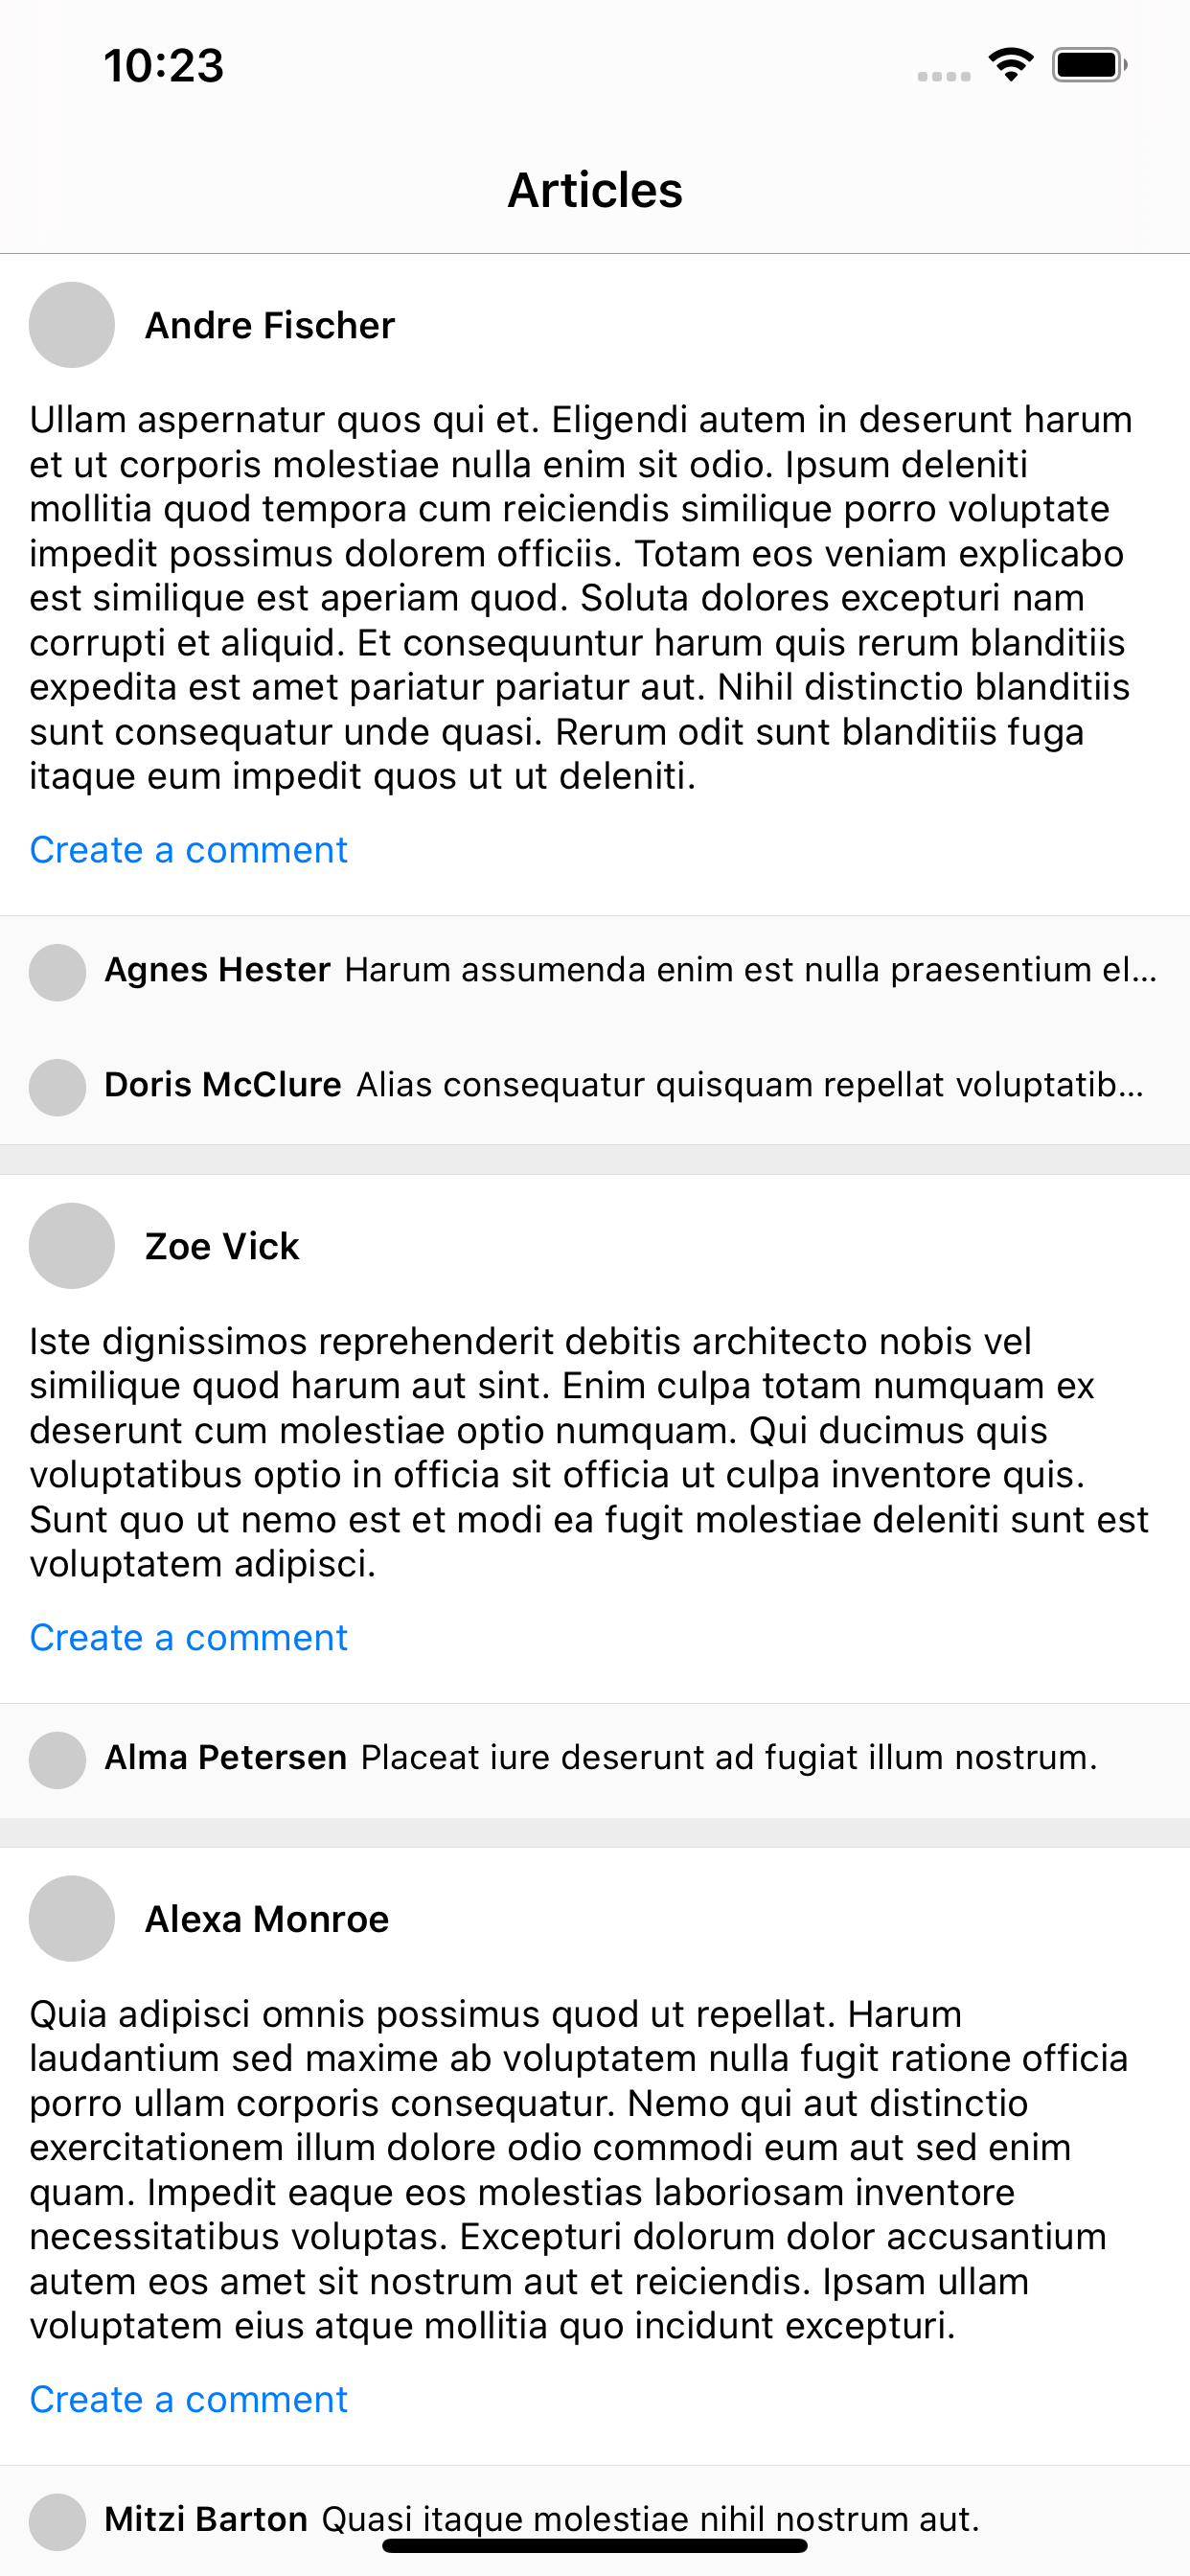 10:23
Articles
Andre Fischer
Ullam aspernatur quos qui et. Eligendi autem in deserunt harum
et ut corporis molestiae nulla enim sit odio. Ipsum deleniti
mollitia quod tempora cum reiciendis similique porro voluptate
impedit possimus dolorem officiis. Totam eos veniam explicabo
est similique est aperiam quod. Soluta dolores excepturi nam
corrupti et aliquid. Et consequuntur harum quis rerum blanditiis
expedita est amet pariatur pariatur aut. Nihil distinctio blanditiis
sunt consequatur unde quasi. Rerum odit sunt blanditiis fuga
itaque eum impedit quos ut ut deleniti.
Create a comment
Agnes Hester Harum assumenda enim est nulla praesentium el...
Doris McClure Alias consequatur quisquam repellat voluptatib...
Zoe Vick
Iste dignissimos reprehenderit debitis architecto nobis vel
similique quod harum aut sint. Enim culpa totam numquam ex
deserunt cum molestiae optio numquam. Qui ducimus quis
voluptatibus optio in officia sit officia ut culpa inventore quis.
Sunt quo ut nemo est et modi ea fugit molestiae deleniti sunt est
voluptatem adipisci.
Create a comment
Alma Petersen Placeat iure deserunt ad fugiat illum nostrum.
Alexa Monroe
Quia adipisci omnis possimus quod ut repellat. Harum
laudantium sed maxime ab voluptatem nulla fugit ratione officia
porro ullam corporis consequatur. Nemo qui aut distinctio
exercitationem illum dolore odio commodi eum aut sed enim
quam. Impedit eaque eos molestias laboriosam inventore
necessitatibus voluptas. Excepturi dolorum dolor accusantium
autem eos amet sit nostrum aut et reiciendis. Ipsam ullam
voluptatem eius atque mollitia quo incidunt excepturi.
Create a comment
Mitzi Barton Quasi itaque molestiae nihil nostrum aut.